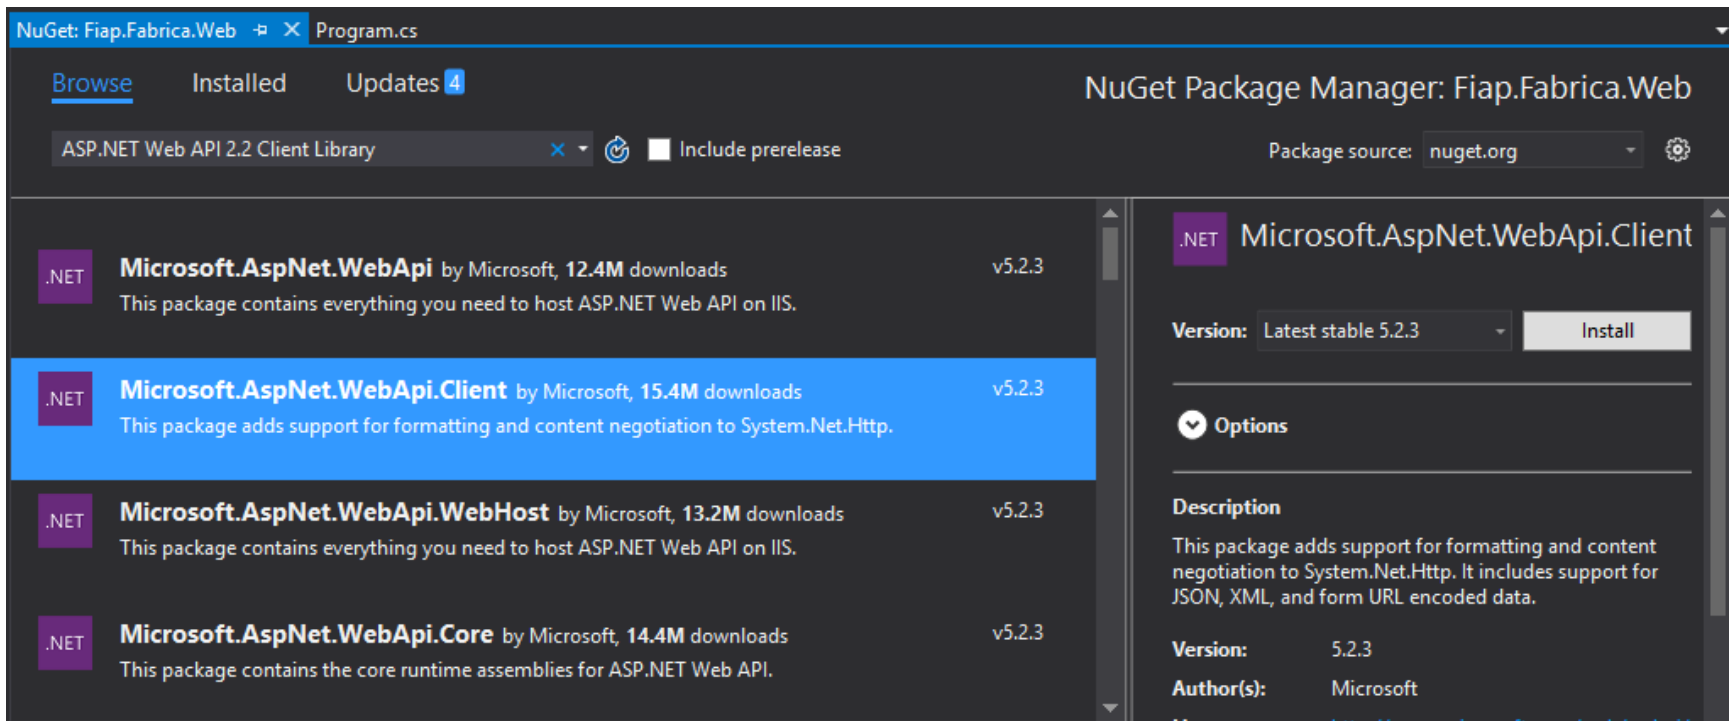 NuGet: Fiap.Fabrica.Web
Program.cs
Browse
Installed
Updates 4
NuGet Package Manager: Fiap.Fabrica.Web
ASP.NET Web API 2.2 Client Library
Include prerelease
Package source: nuget.org
.NET
Microsoft.AspNet.WebApi by Microsoft, 12.4M downloads
v5.2.3
This package contains everything you need to host ASP.NET Web API on IIS.
.NET
Microsoft.AspNet.WebApi.Client by Microsoft, 15.4M downloads
v5.2.3
This package adds support for formatting and content negotiation to System.Net.Http.
.NET
Microsoft.AspNet.WebApi.WebHost by Microsoft, 13.2M downloads
v5.2.3
This package contains everything you need to host ASP.NET Web API on IIS.
.NET
Microsoft.AspNet.WebApi.Core by Microsoft, 14.4M downloads
v5.2.3
This package contains the core runtime assemblies for ASP.NET Web API.
.NET
Microsoft.AspNet.WebApi.Client
Version: Latest stable 5.2.3
Install
Options
Description
This package adds support for formatting and content
negotiation to System.Net.Http. It includes support for
JSON, XML, and form URL encoded data.
Version: 5.2.3
Author(s): Microsoft